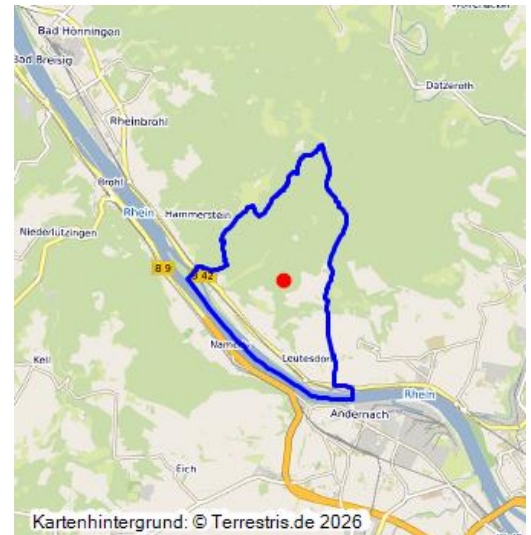 Bad Hönningen
Bad Breisig
Datzeroth
Rheinbrohl
Brohl
Rhein
Hammerstein
Niederlützingen
B 9
B 42
Namedy
Kell
Leutesdorf
Rhein
Andernach
Eich
Kartenhintergrund: © Terrestris.de 2026